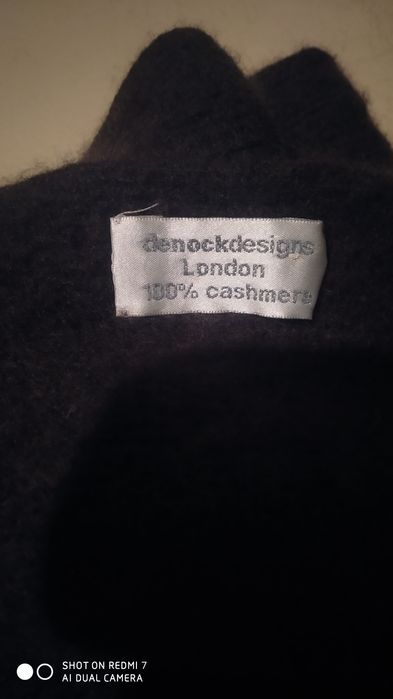 denockdesigns
London
100% cashmere
SHOT ON REDMI 7
AI DUAL CAMERA